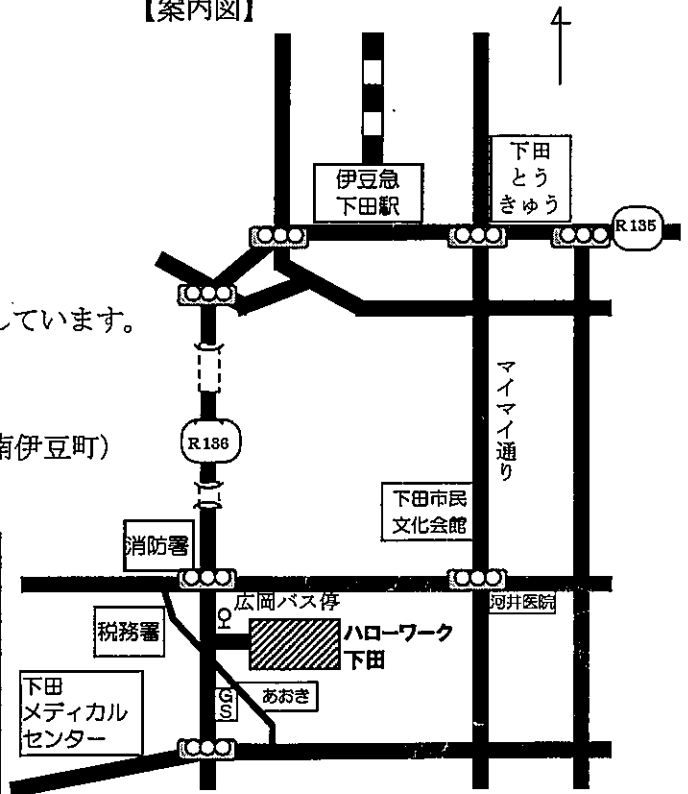 【案内図】
伊豆急
下田駅
下田
とう
きゅう
R135
しています。
南伊豆町)
R136
マイマイ通り
下田市民
文化会館
消防署
広岡バス停
河井医院
税務署
ハローワーク
下田
下田
メディカル
センター
GS
あおき